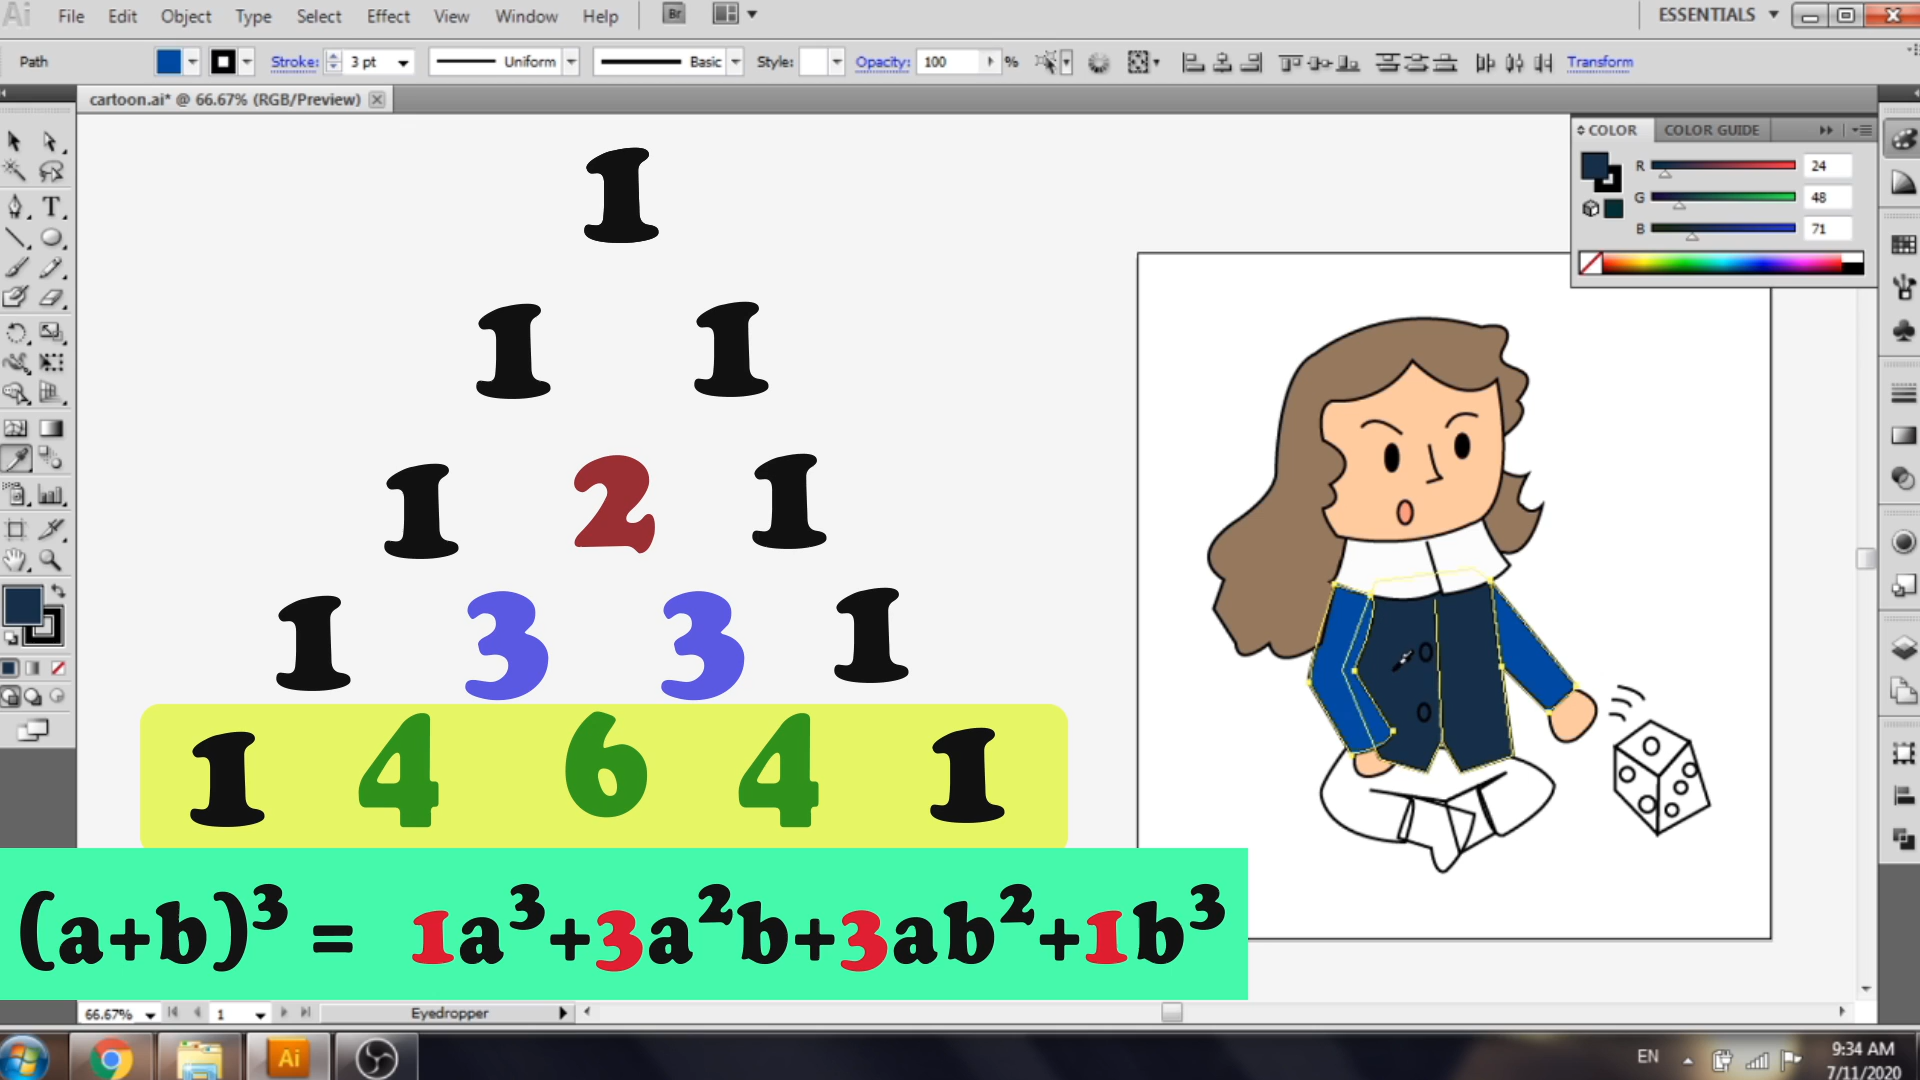 Ai File Edit Object Type Select Effect View Window Help Br ESSENTIALS
Path Stroke: 3 pt Uniform Basic Style: Opacity: 100 % Transform
cartoon.ai* @ 66.67% (RGB/Preview)
COLOR COLOR GUIDE
R 24
G 48
B 71
1
1 1
1 2 1
1 3 3 1
1 4 6 4 1
(a+b)³ = 1a³+3a²b+3ab²+1b³
66.67% 1 Eyedropper
Ai EN 9:34 AM
7/11/2020